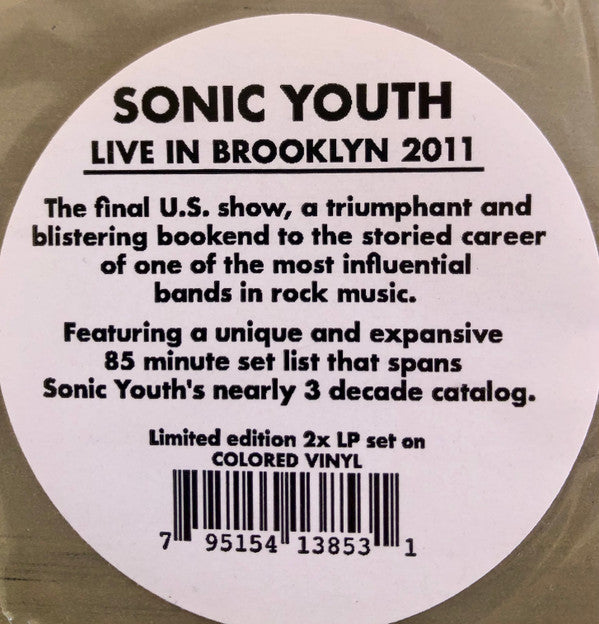 SONIC YOUTH
LIVE IN BROOKLYN 2011
The final U.S. show, a triumphant and
blistering bookend to the storied career
of one of the most influential
bands in rock music.
Featuring a unique and expansive
85 minute set list that spans
Sonic Youth's nearly 3 decade catalog.
Limited edition 2x LP set on
COLORED VINYL
7 95154 13853 1